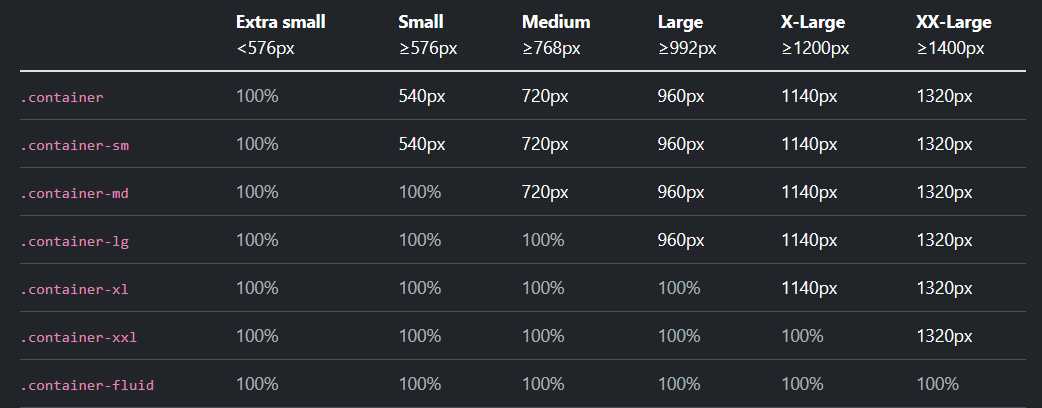 Extra small Small Medium Large X-Large XX-Large
<576px ≥576px ≥768px ≥992px ≥1200px ≥1400px
.container 100% 540px 720px 960px 1140px 1320px
.container-sm 100% 540px 720px 960px 1140px 1320px
.container-md 100% 100% 720px 960px 1140px 1320px
.container-lg 100% 100% 100% 960px 1140px 1320px
.container-xl 100% 100% 100% 100% 1140px 1320px
.container-xxl 100% 100% 100% 100% 100% 1320px
.container-fluid 100% 100% 100% 100% 100% 100%